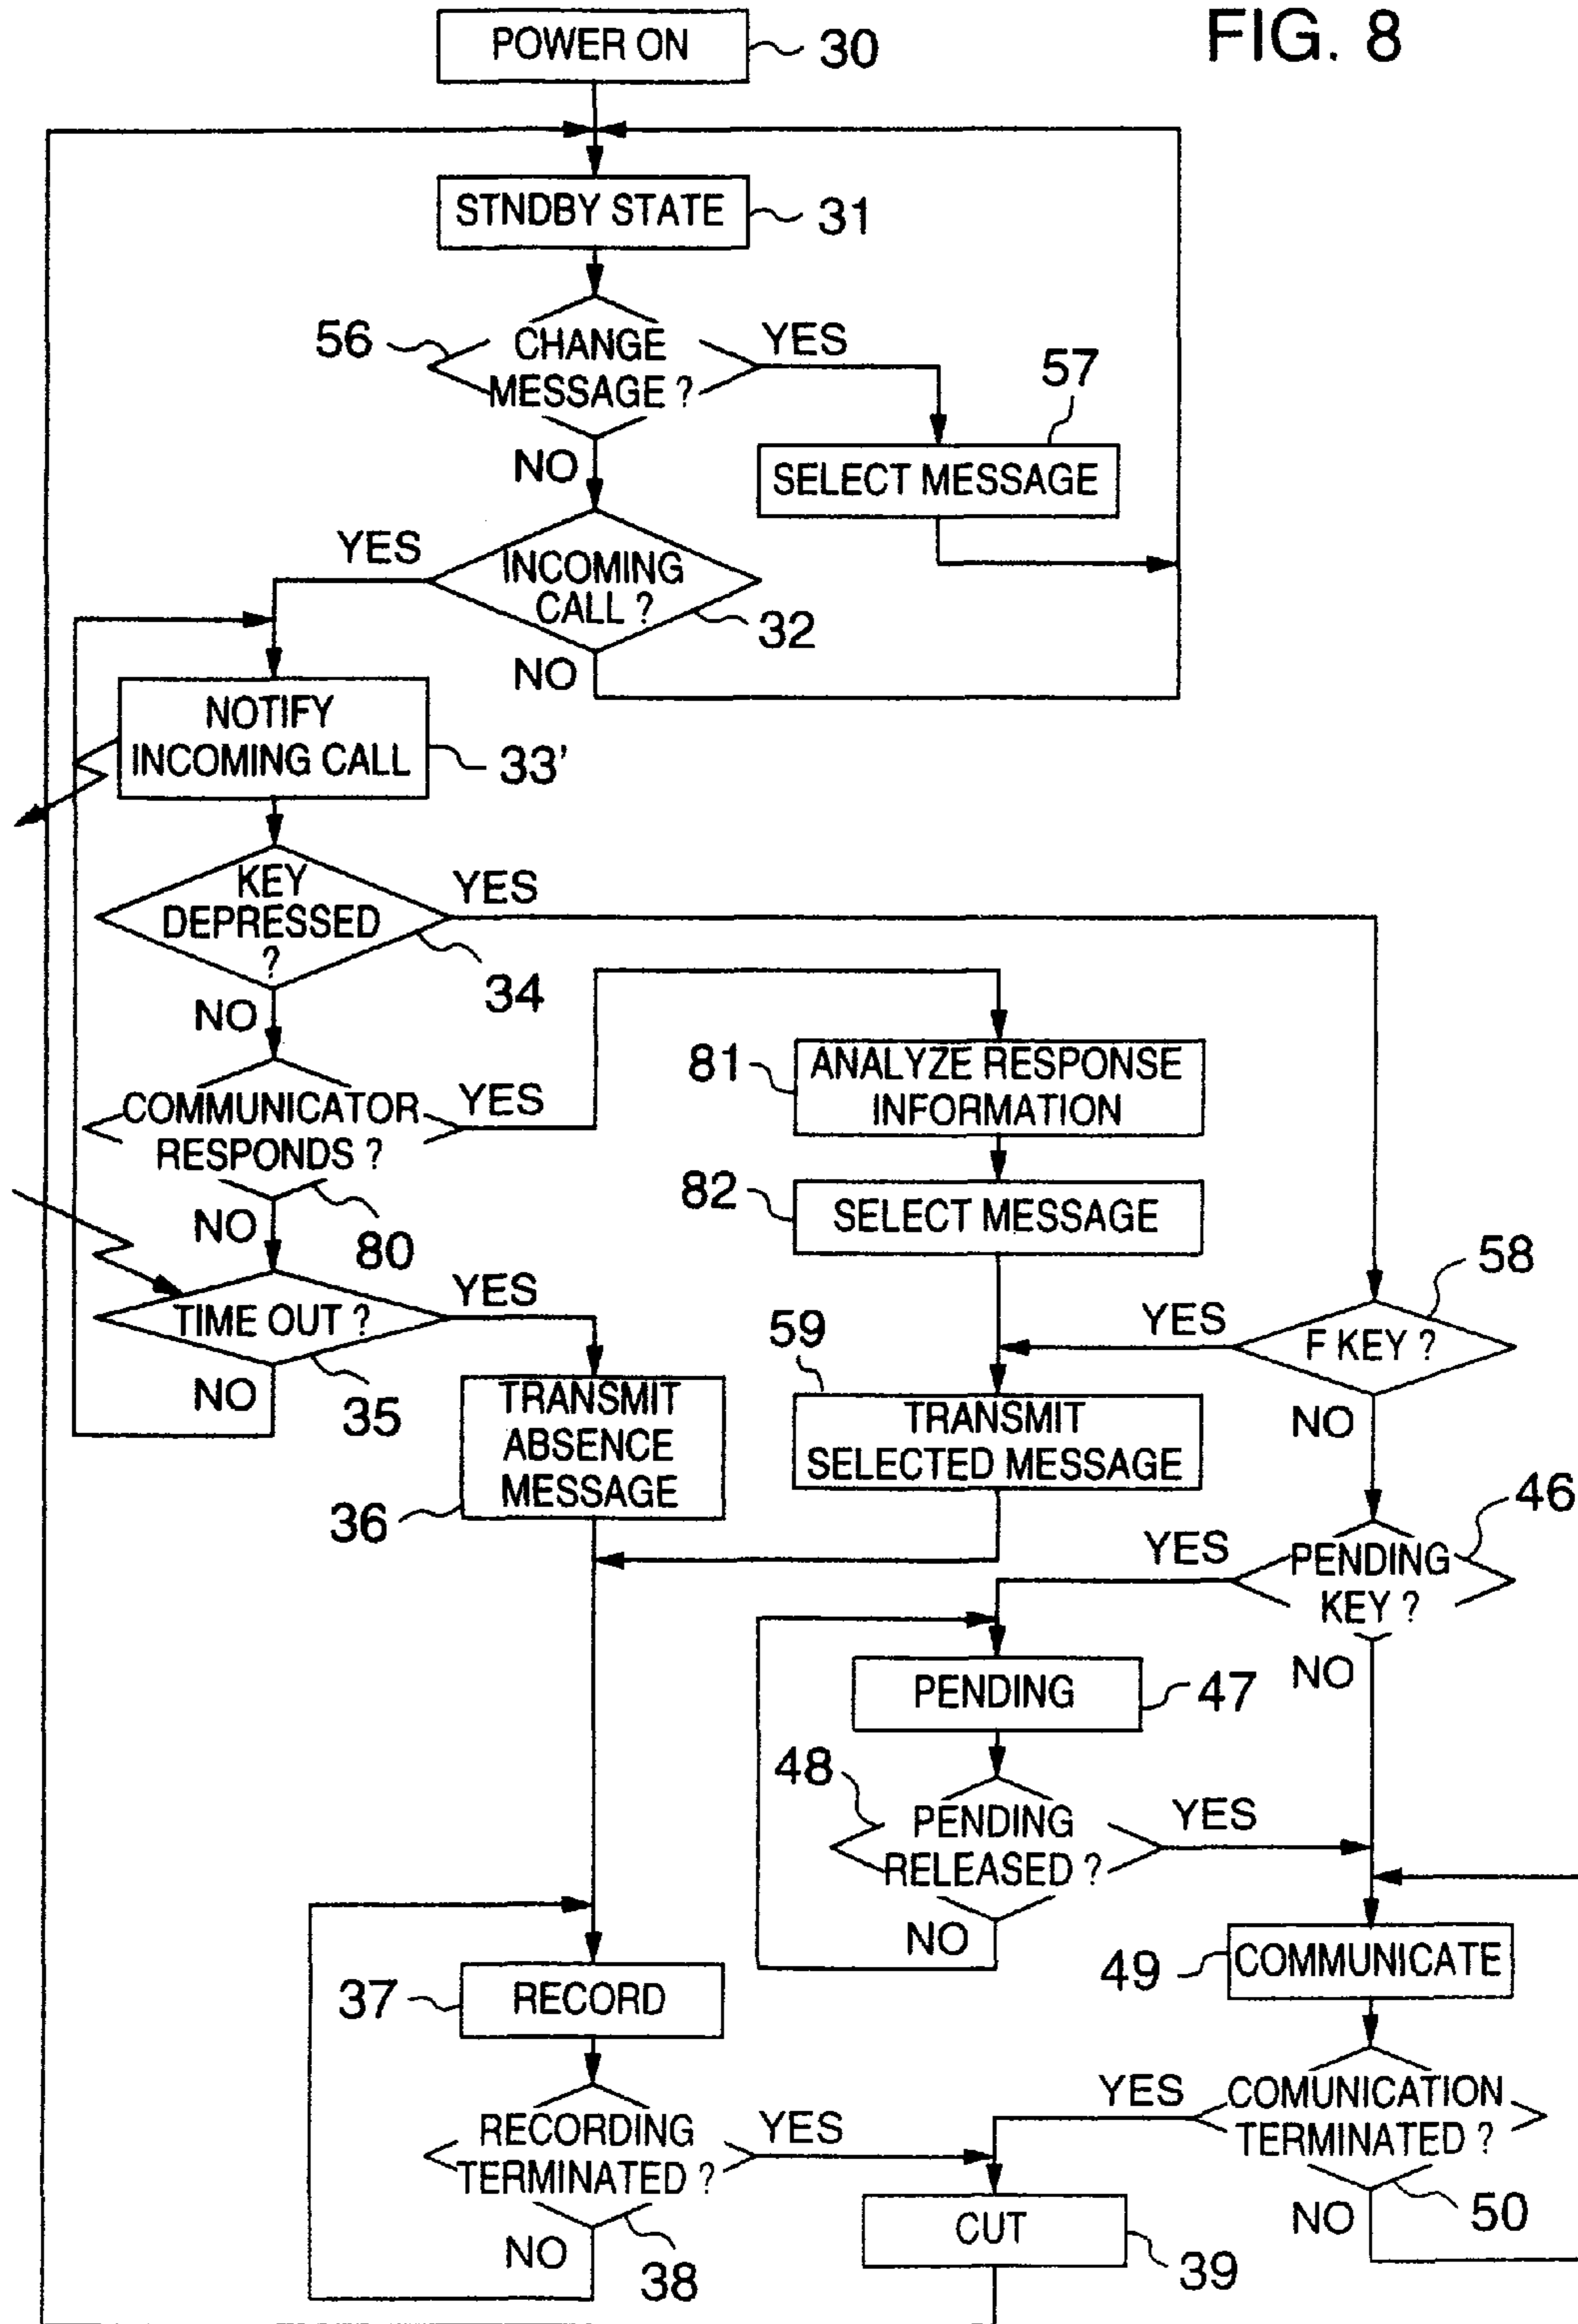 FIG. 8
POWER ON
30
STNDBY STATE
31
56
CHANGE
MESSAGE ?
YES
57
SELECT MESSAGE
NO
YES
INCOMING
CALL ?
32
NO
NOTIFY
INCOMING CALL
33'
KEY
DEPRESSED
?
YES
34
NO
COMMUNICATOR
RESPONDS ?
YES
81
ANALYZE RESPONSE
INFORMATION
82
SELECT MESSAGE
NO
80
58
TIME OUT ?
YES
59
YES
F KEY ?
NO
35
TRANSMIT
ABSENCE
MESSAGE
36
TRANSMIT
SELECTED MESSAGE
NO
46
YES
PENDING
KEY ?
PENDING
47
NO
48
PENDING
RELEASED ?
YES
NO
49
COMMUNICATE
37
RECORD
YES
COMUNICATION
TERMINATED ?
RECORDING
TERMINATED ?
YES
50
NO
CUT
NO
38
39